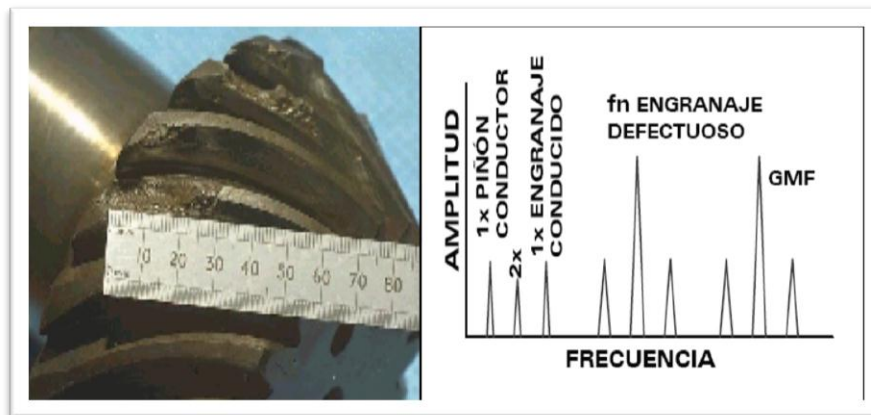 10 20 30 40 50 60 70 80
AMPLITUD
1x PIÑÓN
CONDUCTOR
2x
1x ENGRANAJE
CONDUCIDO
fn ENGRANAJE
DEFECTUOSO
GMF
FRECUENCIA